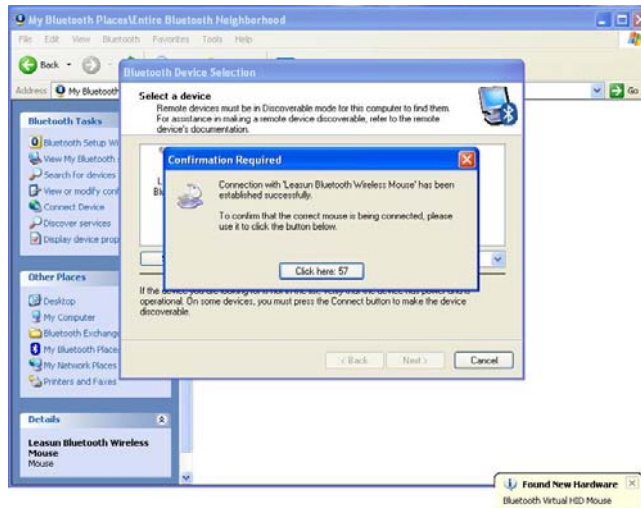 My Bluetooth Places\Entire Bluetooth Neighborhood
File Edit View Bluetooth Favorites Tools Help
Back
Address My Bluetooth
Go
Bluetooth Device Selection
Select a device
Remote devices must be in Discoverable mode for this computer to find them.
For assistance in making a remote device discoverable, refer to the remote
device's documentation.
Confirmation Required
Connection with 'Leasun Bluetooth Wireless Mouse' has been
established successfully.
To confirm that the correct mouse is being connected, please
use it to click the button below.
Click here: 57
operational. On some devices, you must press the Connect button to make the device
discoverable.
< Back Next > Cancel
Bluetooth Tasks
Bluetooth Setup Wi
View My Bluetooth
Search for devices
View or modify conf
Connect Device
Discover services
Display device prop
Other Places
Desktop
My Computer
Bluetooth Exchang
My Bluetooth Place
My Network Places
Printers and Faxes
Details
Leasun Bluetooth Wireless
Mouse
Mouse
Found New Hardware
Bluetooth Virtual HID Mouse